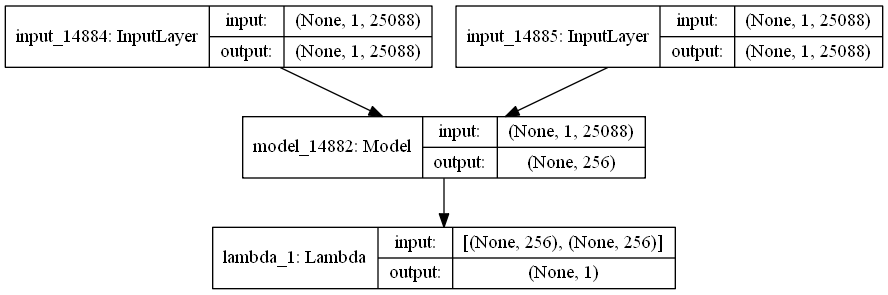 input_14884: InputLayer
input: (None, 1, 25088)
output: (None, 1, 25088)
input_14885: InputLayer
input: (None, 1, 25088)
output: (None, 1, 25088)
model_14882: Model
input: (None, 1, 25088)
output: (None, 256)
lambda_1: Lambda
input: [(None, 256), (None, 256)]
output: (None, 1)